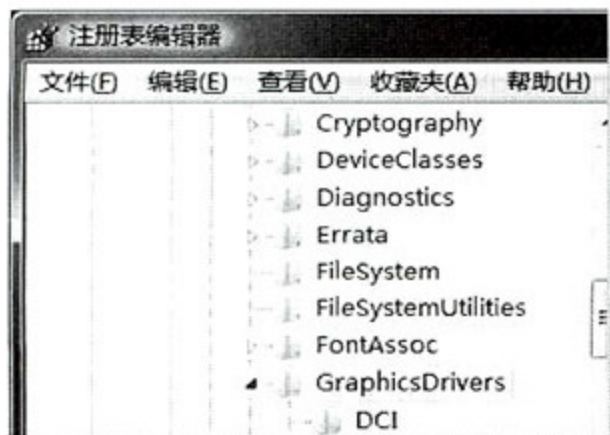 注册表编辑器
文件(F) 编辑(E) 查看(V) 收藏夹(A) 帮助(H)
Cryptography
DeviceClasses
Diagnostics
Errata
FileSystem
FileSystemUtilities
FontAssoc
GraphicsDrivers
DCI